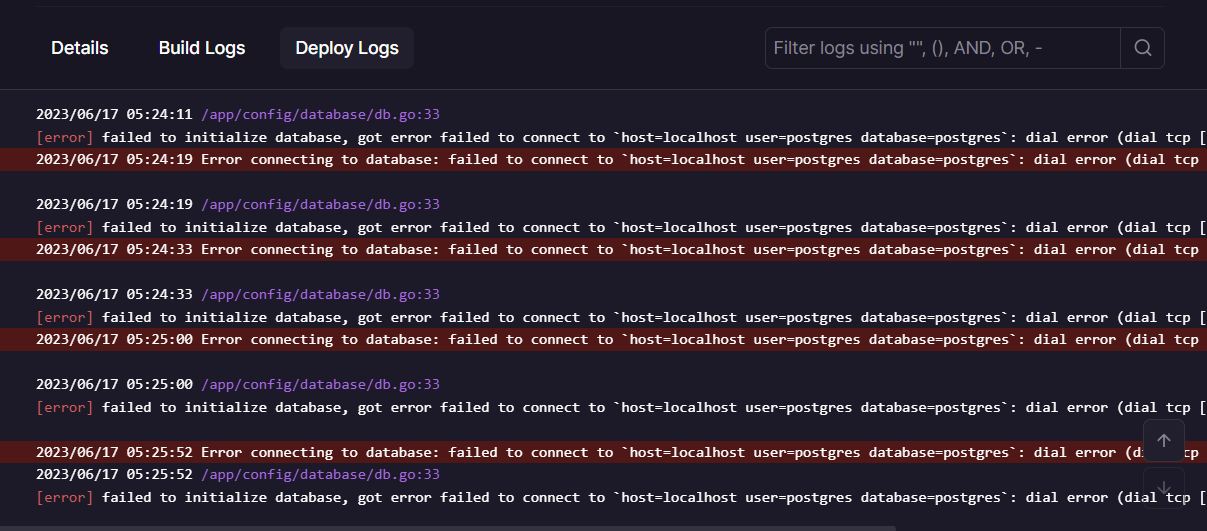 Details Build Logs Deploy Logs Filter logs using "", (), AND, OR, -
2023/06/17 05:24:11 /app/config/database/db.go:33
[error] failed to initialize database, got error failed to connect to `host=localhost user=postgres database=postgres`: dial error (dial tcp [
2023/06/17 05:24:19 Error connecting to database: failed to connect to `host=localhost user=postgres database=postgres`: dial error (dial tcp
2023/06/17 05:24:19 /app/config/database/db.go:33
[error] failed to initialize database, got error failed to connect to `host=localhost user=postgres database=postgres`: dial error (dial tcp [
2023/06/17 05:24:33 Error connecting to database: failed to connect to `host=localhost user=postgres database=postgres`: dial error (dial tcp
2023/06/17 05:24:33 /app/config/database/db.go:33
[error] failed to initialize database, got error failed to connect to `host=localhost user=postgres database=postgres`: dial error (dial tcp [
2023/06/17 05:25:00 Error connecting to database: failed to connect to `host=localhost user=postgres database=postgres`: dial error (dial tcp
2023/06/17 05:25:00 /app/config/database/db.go:33
[error] failed to initialize database, got error failed to connect to `host=localhost user=postgres database=postgres`: dial error (dial tcp [
2023/06/17 05:25:52 Error connecting to database: failed to connect to `host=localhost user=postgres database=postgres`: dial error
2023/06/17 05:25:52 /app/config/database/db.go:33
[error] failed to initialize database, got error failed to connect to `host=localhost user=postgres database=postgres`: dial error (dial tcp [